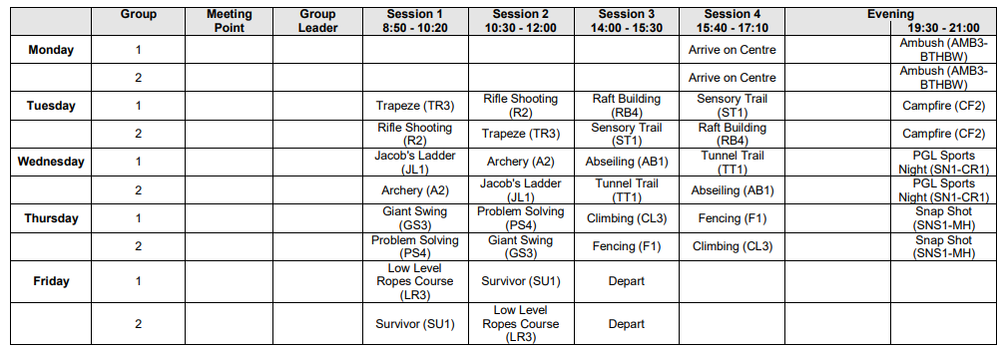 Group Meeting Point Group Leader Session 1 8:50 - 10:20 Session 2 10:30 - 12:00 Session 3 14:00 - 15:30 Session 4 15:40 - 17:10 Evening 19:30 - 21:00
Monday 1 Arrive on Centre Ambush (AMB3-BTHBW)
2 Arrive on Centre Ambush (AMB3-BTHBW)
Tuesday 1 Trapeze (TR3) Rifle Shooting (R2) Raft Building (RB4) Sensory Trail (ST1) Campfire (CF2)
2 Rifle Shooting (R2) Trapeze (TR3) Sensory Trail (ST1) Raft Building (RB4) Campfire (CF2)
Wednesday 1 Jacob's Ladder (JL1) Archery (A2) Abseiling (AB1) Tunnel Trail (TT1) PGL Sports Night (SN1-CR1)
2 Archery (A2) Jacob's Ladder (JL1) Tunnel Trail (TT1) Abseiling (AB1) PGL Sports Night (SN1-CR1)
Thursday 1 Giant Swing (GS3) Problem Solving (PS4) Climbing (CL3) Fencing (F1) Snap Shot (SNS1-MH)
2 Problem Solving (PS4) Giant Swing (GS3) Fencing (F1) Climbing (CL3) Snap Shot (SNS1-MH)
Friday 1 Low Level Ropes Course (LR3) Survivor (SU1) Depart
2 Survivor (SU1) Low Level Ropes Course (LR3) Depart